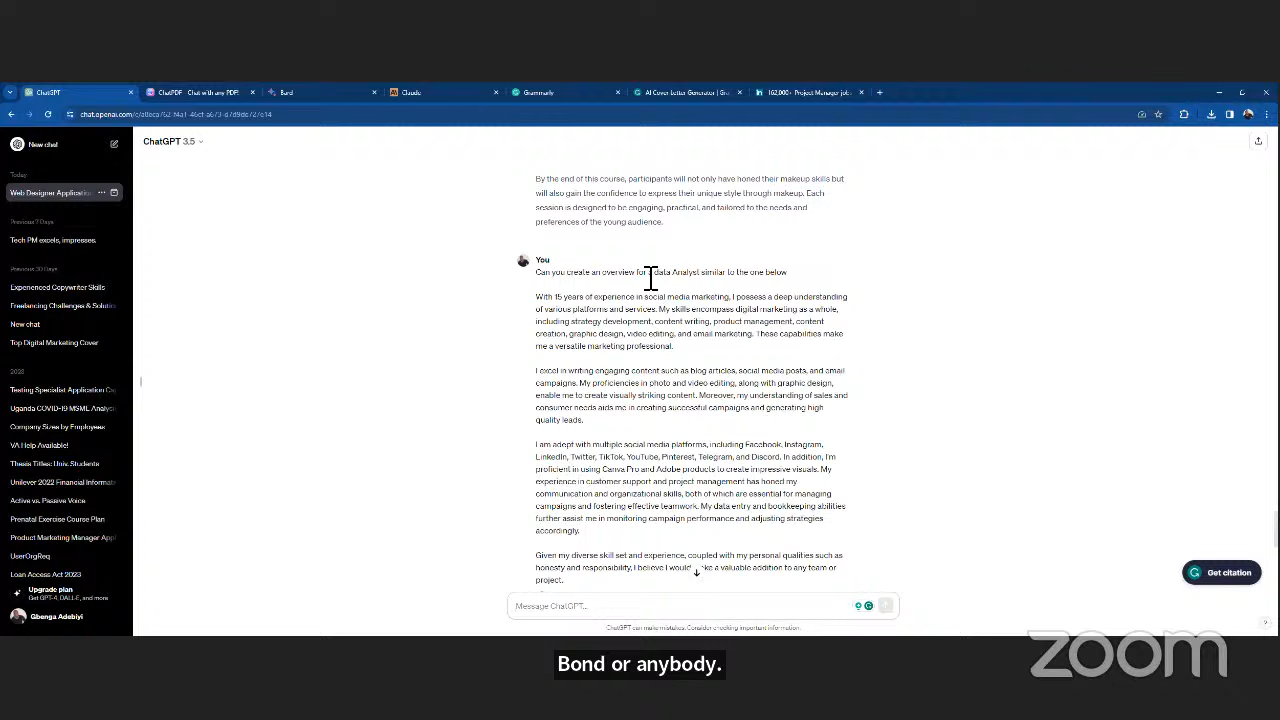 ChatGPT
ChatPDF - Chat with any PDF!
Bard
Claude
Grammarly
AI Cover Letter Generator | Gra
162,000+ Project Manager job
New chat
ChatGPT 3.5
Today
Web Designer Applicatio
Previous 7 Days
Tech PM excels, impresses.
Previous 30 Days
Experienced Copywriter Skills
Freelancing Challenges & Soluti
New chat
Top Digital Marketing Cover
2023
Testing Specialist Application Ca
Uganda COVID-19 MSME Analys
Company Sizes by Employees
VA Help Available!
Thesis Titles: Univ. Students
Unilever 2022 Financial Informat
Active vs. Passive Voice
Prenatal Exercise Course Plan
Product Marketing Manager App
UserOrgReq
Loan Access Act 2023
Upgrade plan
Get GPT-4, DALL·E, and more
Gbenga Adebiyi
By the end of this course, participants will not only have honed their makeup skills but
will also gain the confidence to express their unique style through makeup. Each
session is designed to be engaging, practical, and tailored to the needs and
preferences of the young audience.
You
Can you create an overview for a data Analyst similar to the one below
With 15 years of experience in social media marketing, I possess a deep understanding
of various platforms and services. My skills encompass digital marketing as a whole,
including strategy development, content writing, product management, content
creation, graphic design, video editing, and email marketing. These capabilities make
me a versatile marketing professional.
I excel in writing engaging content such as blog articles, social media posts, and email
campaigns. My proficiencies in photo and video editing, along with graphic design,
enable me to create visually striking content. Moreover, my understanding of sales and
consumer needs aids me in creating successful campaigns and generating high
quality leads.
I am adept with multiple social media platforms, including Facebook, Instagram,
LinkedIn, Twitter, TikTok, YouTube, Pinterest, Telegram, and Discord. In addition, I'm
proficient in using Canva Pro and Adobe products to create impressive visuals. My
experience in customer support and project management has honed my
communication and organizational skills, both of which are essential for managing
campaigns and fostering effective teamwork. My data entry and bookkeeping abilities
further assist me in monitoring campaign performance and adjusting strategies
accordingly.
Given my diverse skill set and experience, coupled with my personal qualities such as
honesty and responsibility, I believe I would a valuable addition to any team or
project.
Get citation
Message ChatGPT...
ChatGPT can make mistakes. Consider checking important information.
?
Bond or anybody.
zoom